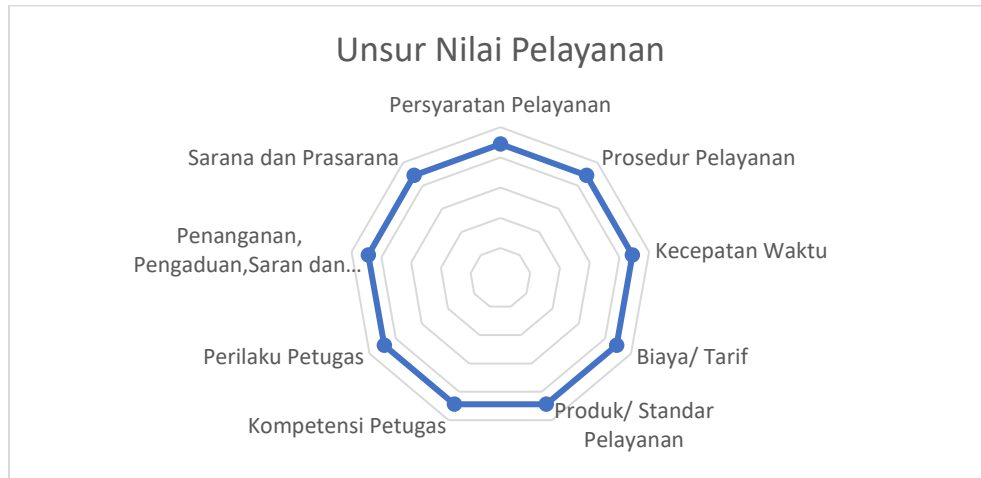 Unsur Nilai Pelayanan
Persyaratan Pelayanan
Prosedur Pelayanan
Kecepatan Waktu
Biaya/ Tarif
Produk/ Standar
Pelayanan
Kompetensi Petugas
Perilaku Petugas
Penanganan,
Pengaduan,Saran dan...
Sarana dan Prasarana